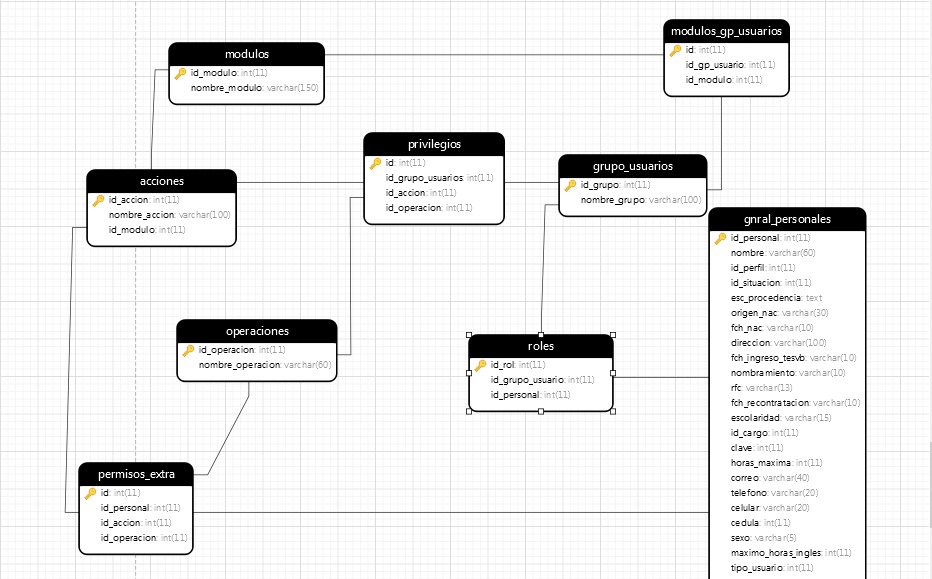 modulos
id_modulo: int(11)
nombre_modulo: varchar(150)
modulos_gp_usuarios
id: int(11)
id_gp_usuario: int(11)
id_modulo: int(11)
privilegios
id: int(11)
id_grupo_usuarios: int(11)
id_accion: int(11)
id_operacion: int(11)
grupo_usuarios
id_grupo: int(11)
nombre_grupo: varchar(100)
acciones
id_accion: int(11)
nombre_accion: varchar(100)
id_modulo: int(11)
gnral_personales
id_personal: int(11)
nombre: varchar(60)
id_perfil: int(11)
id_situacion: int(11)
esc_procedencia: text
origen_nac: varchar(30)
fch_nac: varchar(10)
direccion: varchar(100)
fch_ingreso_tesvb: varchar(10)
nombramiento: varchar(10)
rfc: varchar(13)
fch_recontratacion: varchar(10)
escolaridad: varchar(15)
id_cargo: int(11)
clave: int(11)
horas_maxima: int(11)
correo: varchar(40)
telefono: varchar(20)
celular: varchar(20)
cedula: int(11)
sexo: varchar(5)
maximo_horas_ingles: int(11)
tipo_usuario: int(11)
operaciones
id_operacion: int(11)
nombre_operacion: varchar(60)
roles
id_rol: int(11)
id_grupo_usuario: int(11)
id_personal: int(11)
permisos_extra
id: int(11)
id_personal: int(11)
id_accion: int(11)
id_operacion: int(11)